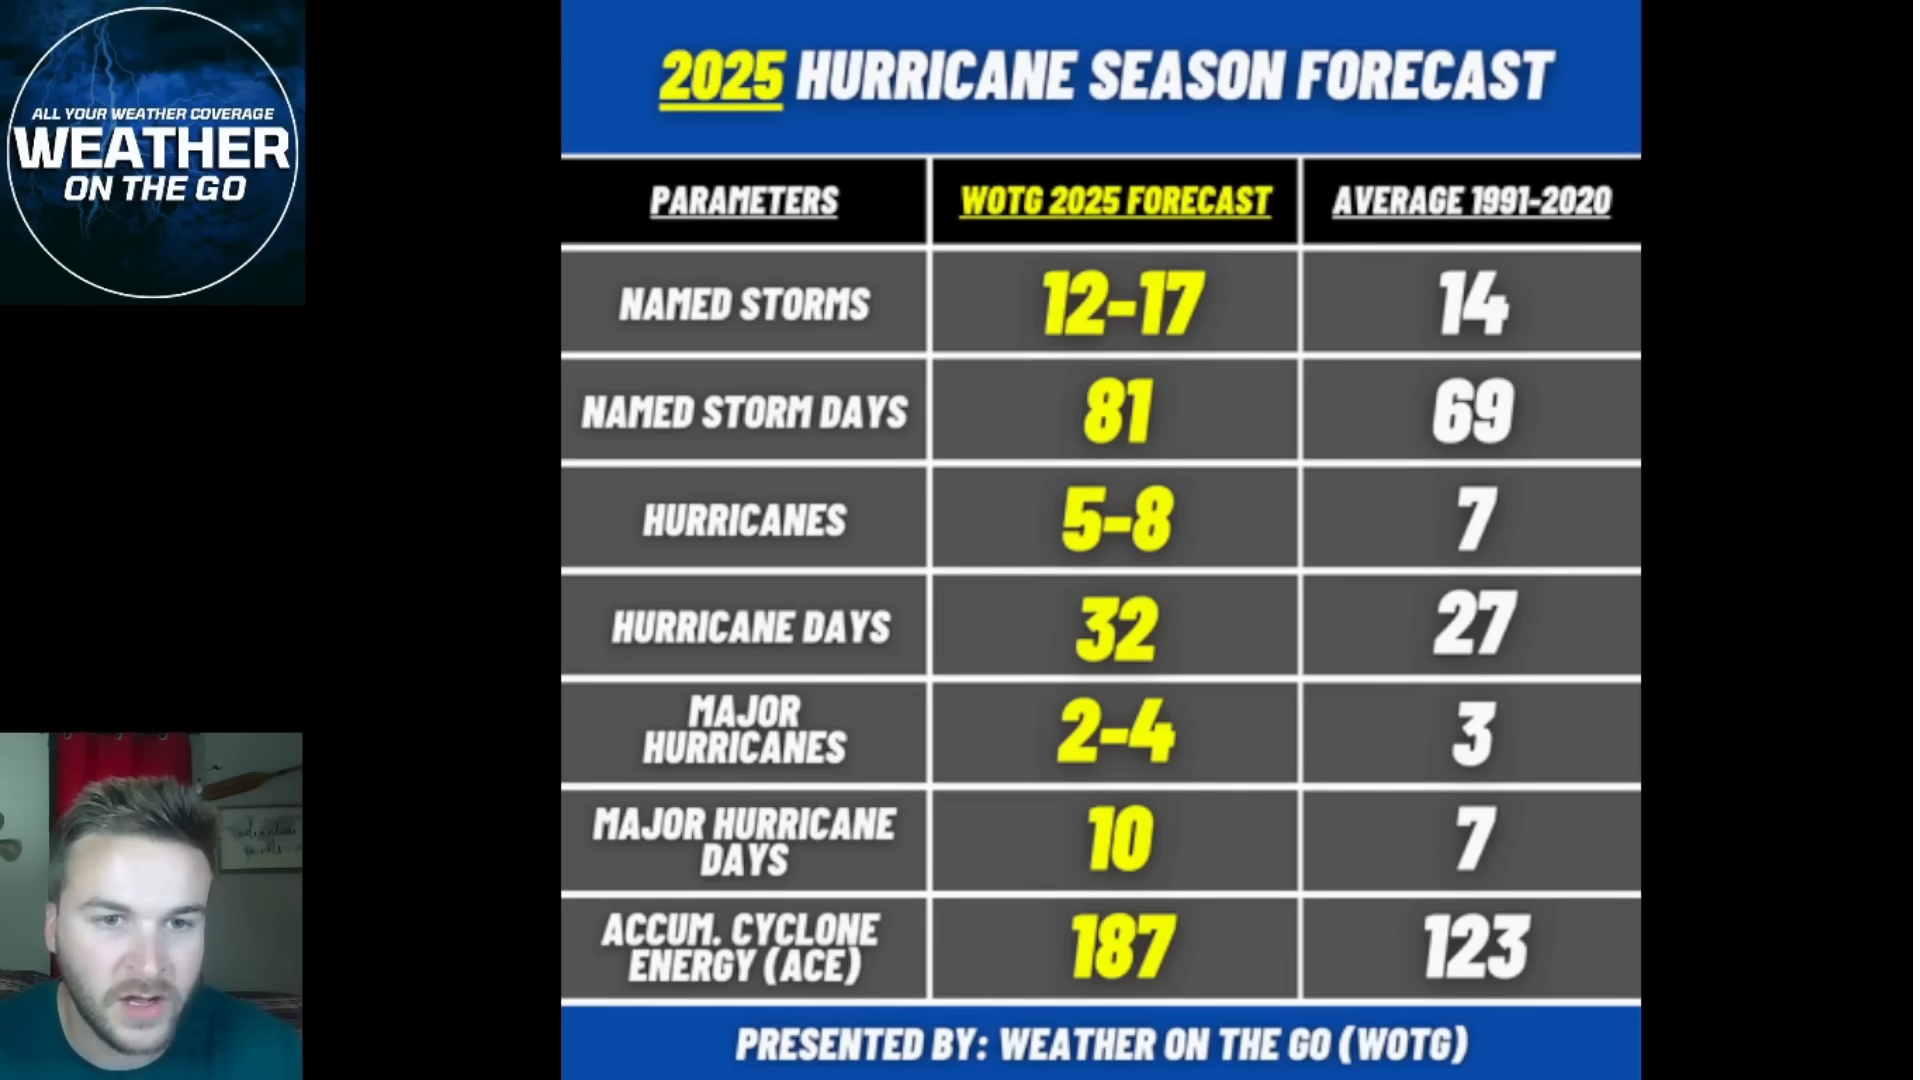 ALL YOUR WEATHER COVERAGE
WEATHER
ON THE GO
2025 HURRICANE SEASON FORECAST
PARAMETERS
WOTG 2025 FORECAST
AVERAGE 1991-2020
NAMED STORMS
12-17
14
NAMED STORM DAYS
81
69
HURRICANES
5-8
7
HURRICANE DAYS
32
27
MAJOR
HURRICANES
2-4
3
MAJOR HURRICANE
DAYS
10
7
ACCUM. CYCLONE
ENERGY (ACE)
187
123
PRESENTED BY: WEATHER ON THE GO (WOTG)